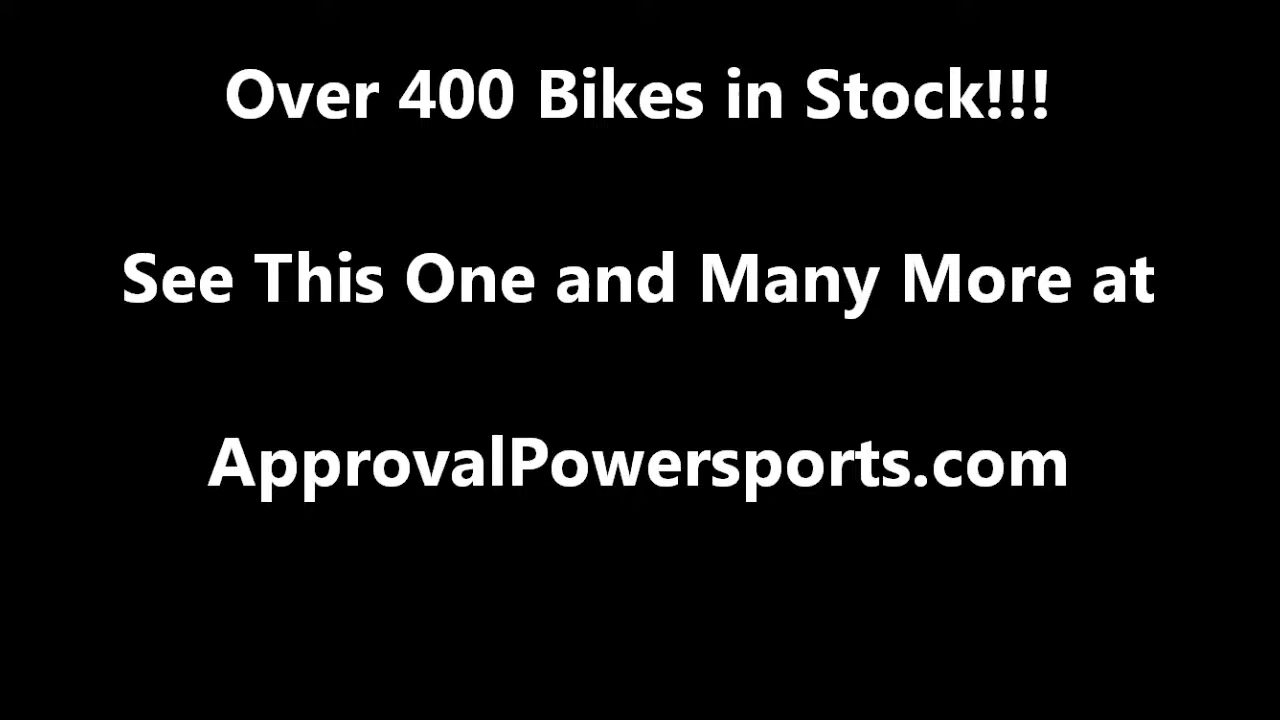 Over 400 Bikes in Stock!!!
See This One and Many More at
ApprovalPowersports.com